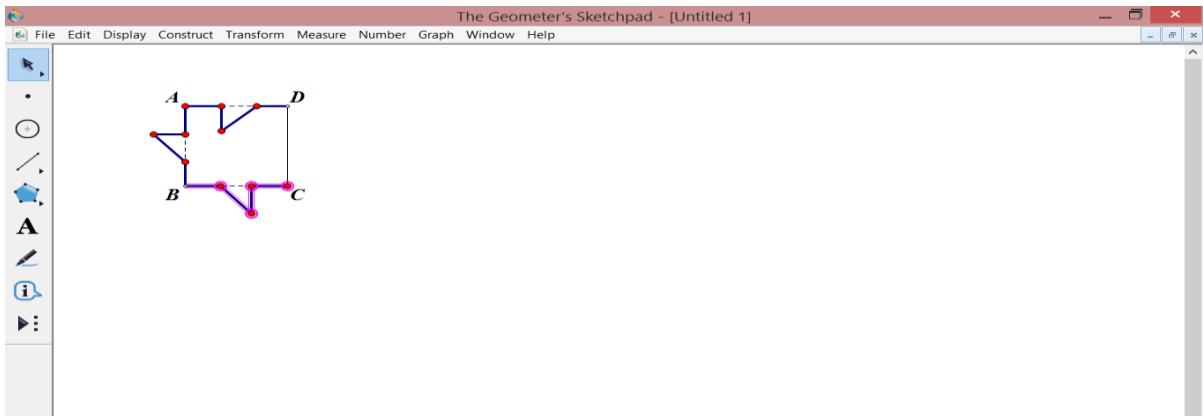 The Geometer's Sketchpad - [Untitled 1]
File Edit Display Construct Transform Measure Number Graph Window Help
A D
B C
A